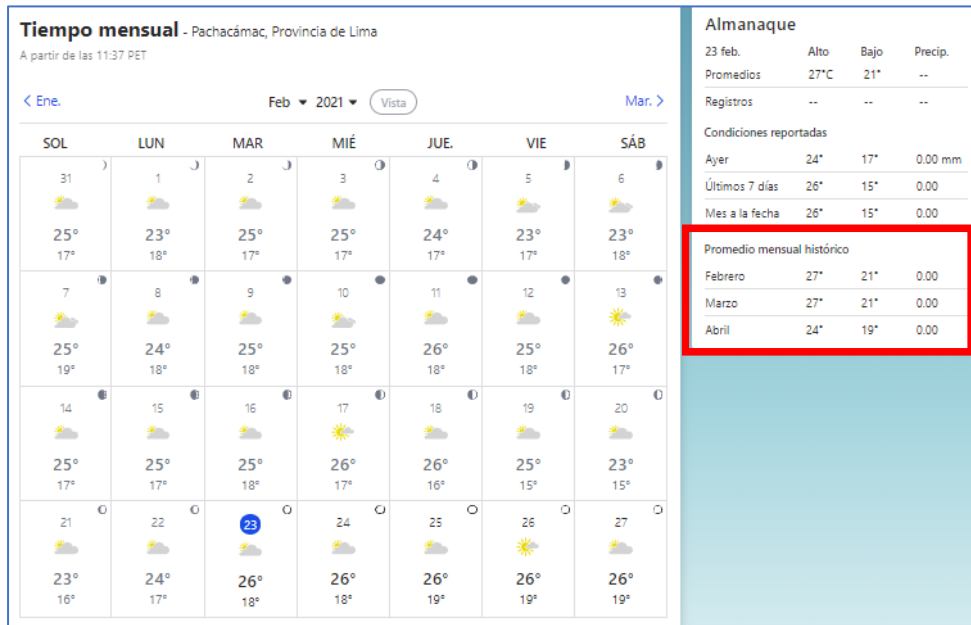 Tiempo mensual - Pachacámac, Provincia de Lima
A partir de las 11:37 PET
< Ene.
Feb 2021 Vista
Mar. >
SOL LUN MAR MIÉ JUE. VIE SÁB
31 1 2 3 4 5 6
25° 23° 25° 25° 24° 23° 23°
17° 18° 17° 17° 17° 17° 18°
7 8 9 10 11 12 13
25° 24° 25° 25° 26° 25° 26°
19° 18° 18° 18° 18° 18° 17°
14 15 16 17 18 19 20
25° 25° 25° 26° 26° 25° 23°
17° 17° 18° 17° 16° 15° 15°
21 22 23 24 25 26 27
23° 24° 26° 26° 26° 26° 26°
16° 17° 18° 18° 19° 19° 19°
Almanaque
23 feb. Alto Bajo Precip.
Promedios 27°C 21° --
Registros -- -- --
Condiciones reportadas
Ayer 24° 17° 0.00 mm
Últimos 7 días 26° 15° 0.00
Mes a la fecha 26° 15° 0.00
Promedio mensual histórico
Febrero 27° 21° 0.00
Marzo 27° 21° 0.00
Abril 24° 19° 0.00